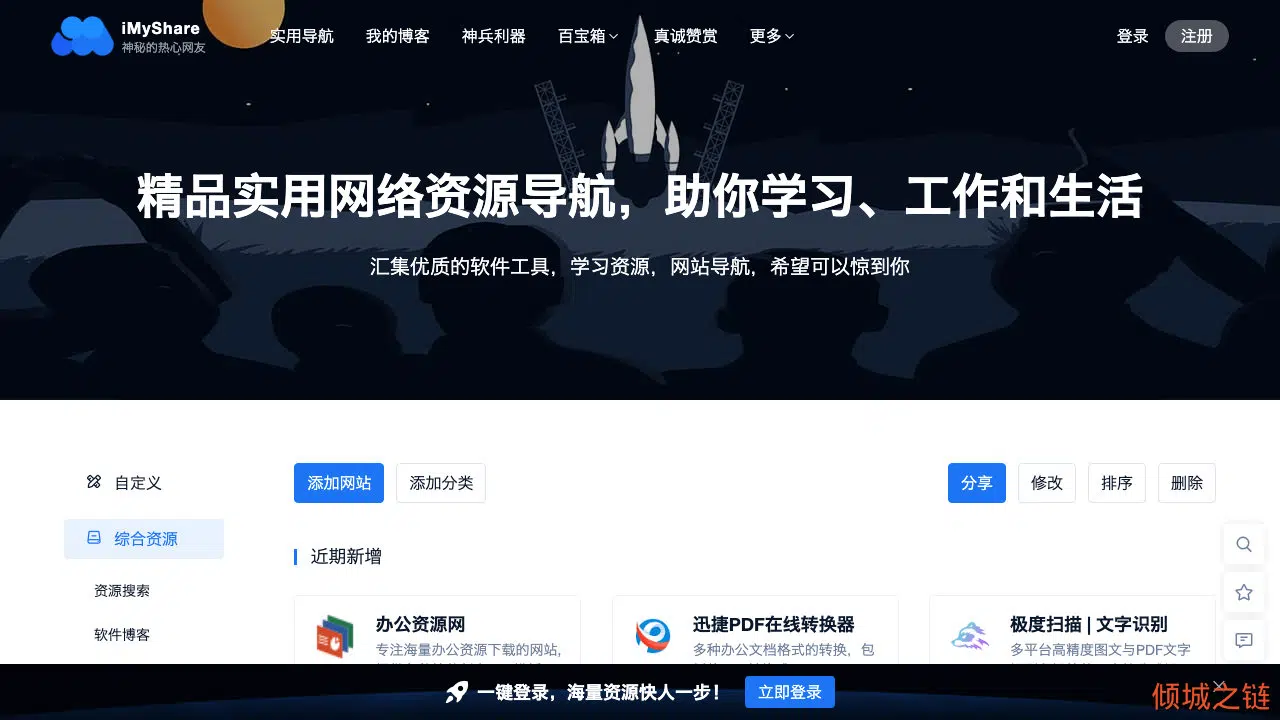 iMyShare
神秘的热心网友
实用导航
我的博客
神兵利器
百宝箱
真诚赞赏
更多
登录
注册
精品实用网络资源导航，助你学习、工作和生活
汇集优质的软件工具，学习资源，网站导航，希望可以惊到你
自定义
添加网站
添加分类
分享
修改
排序
删除
综合资源
近期新增
资源搜索
软件博客
办公资源网
专注海量办公资源下载的网站,
迅捷PDF在线转换器
多种办公文档格式的转换，包
极度扫描 | 文字识别
多平台高精度图文与PDF文字
一键登录，海量资源快人一步！
立即登录
倾城之链